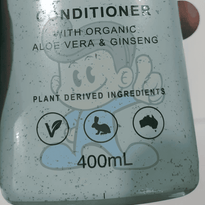 CONDITIONER
WITH ORGANIC
ALOE VERA & GINSENG
PLANT DERIVED INGREDIENTS
400mL